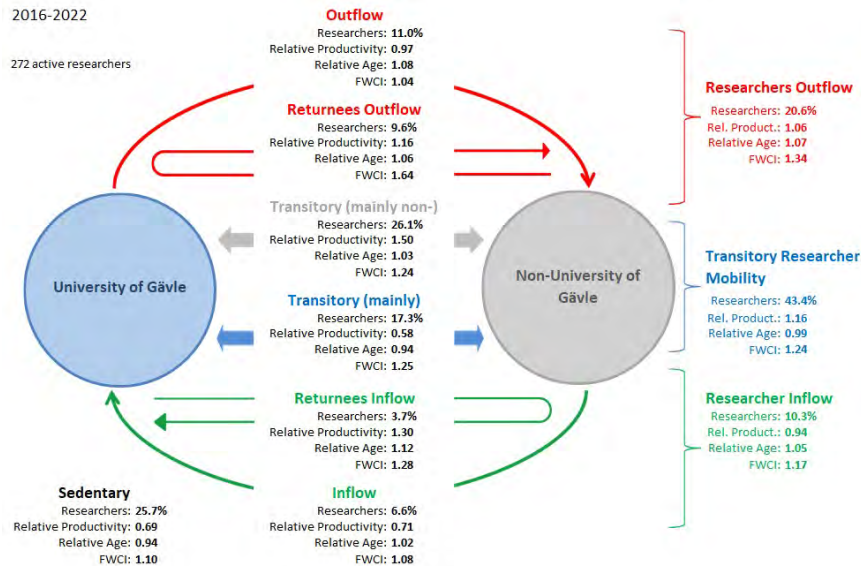 2016-2022
272 active researchers
Outflow
Researchers: 11.0%
Relative Productivity: 0.97
Relative Age: 1.08
FWCI: 1.04
Returnees Outflow
Researchers: 9.6%
Relative Productivity: 1.16
Relative Age: 1.06
FWCI: 1.64
Transitory (mainly non-)
Researchers: 26.1%
Relative Productivity: 1.50
Relative Age: 1.03
FWCI: 1.24
University of Gävle
Non-University of
Gävle
Transitory (mainly)
Researchers: 17.3%
Relative Productivity: 0.58
Relative Age: 0.94
FWCI: 1.25
Returnees Inflow
Researchers: 3.7%
Relative Productivity: 1.30
Relative Age: 1.12
FWCI: 1.28
Inflow
Researchers: 6.6%
Relative Productivity: 0.71
Relative Age: 1.02
FWCI: 1.08
Sedentary
Researchers: 25.7%
Relative Productivity: 0.69
Relative Age: 0.94
FWCI: 1.10
Researchers Outflow
Researchers: 20.6%
Rel. Product.: 1.06
Relative Age: 1.07
FWCI: 1.34
Transitory Researcher
Mobility
Researchers: 43.4%
Rel. Product.: 1.16
Relative Age: 0.99
FWCI: 1.24
Researcher Inflow
Researchers: 10.3%
Rel. Product.: 0.94
Relative Age: 1.05
FWCI: 1.17